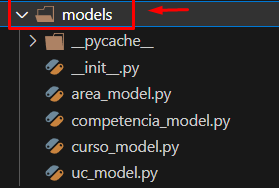 models
__pycache__
__init__.py
area_model.py
competencia_model.py
curso_model.py
uc_model.py